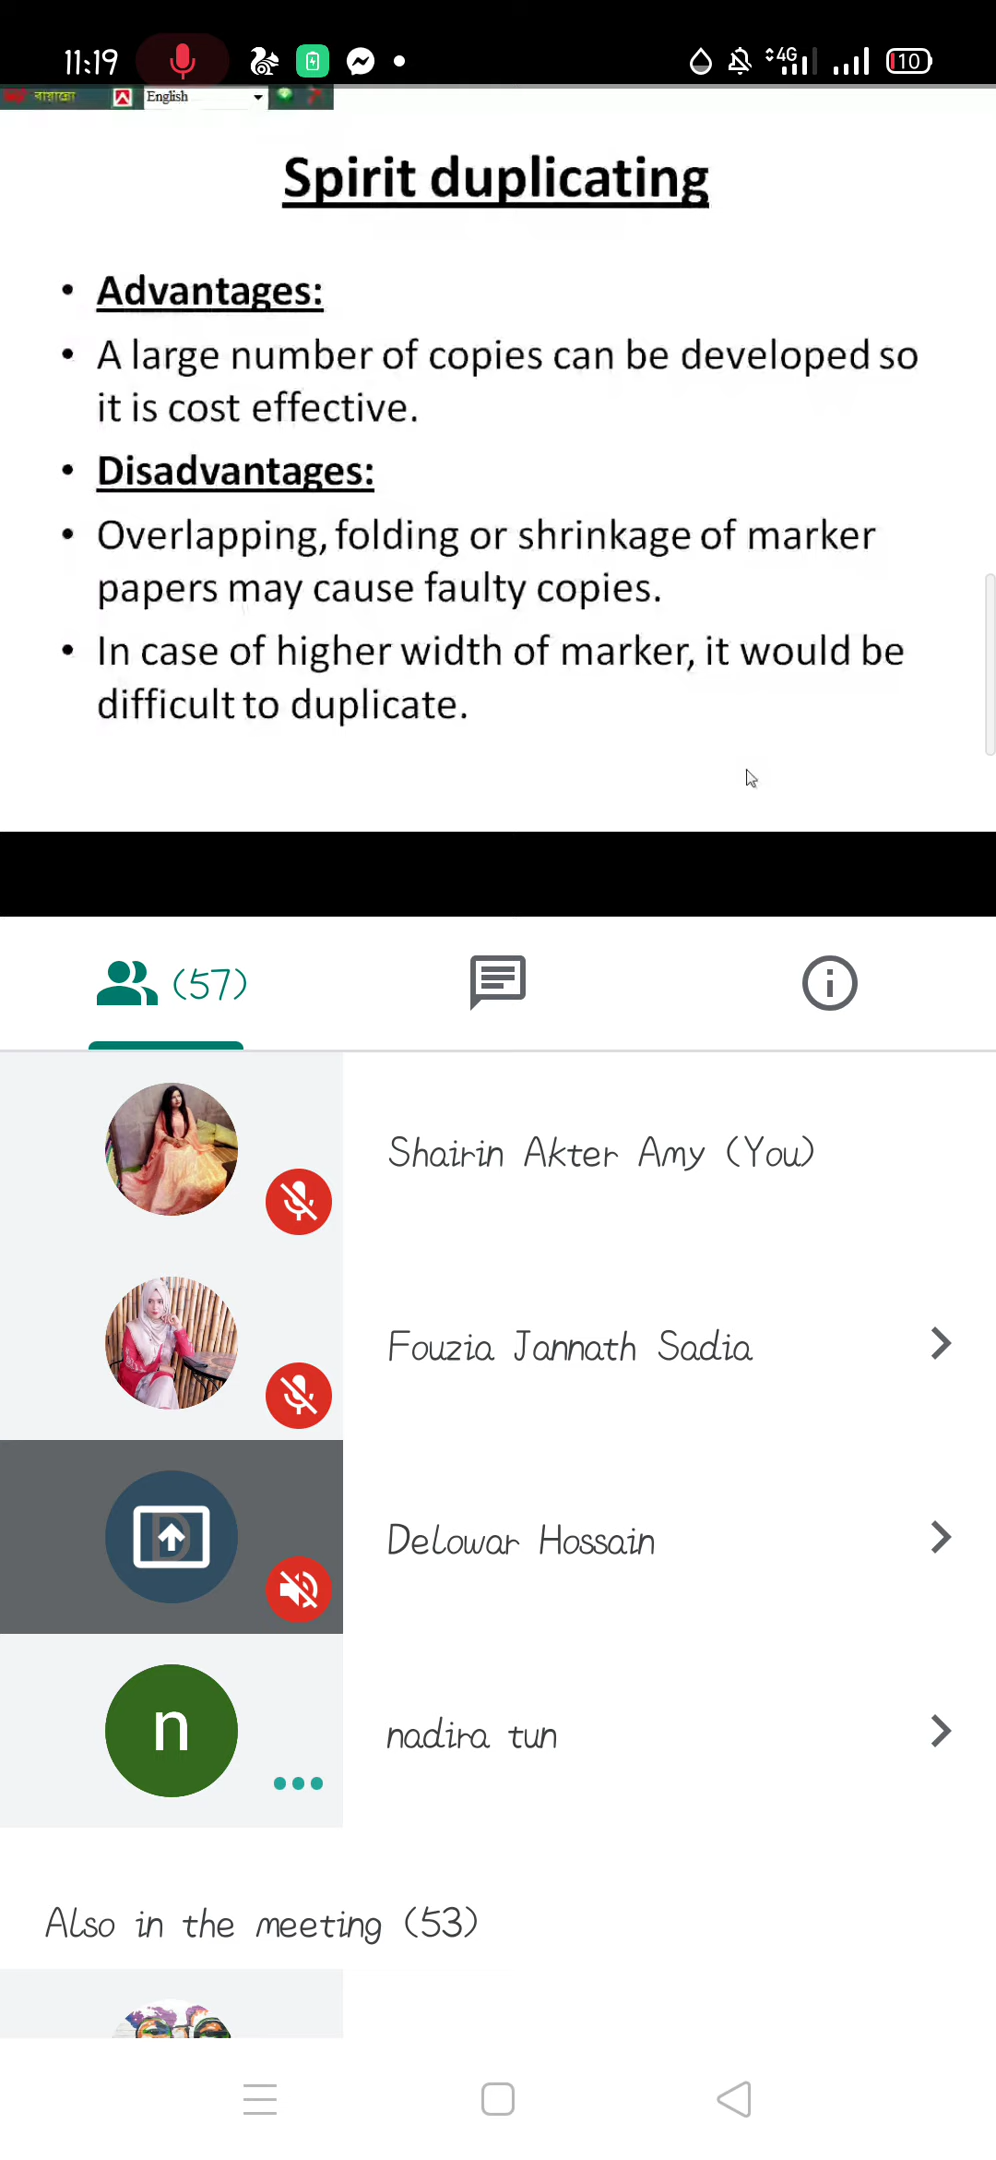 11:19 4G 10
বায়ান্নো English
Spirit duplicating
• Advantages:
• A large number of copies can be developed so
it is cost effective.
• Disadvantages:
• Overlapping, folding or shrinkage of marker
papers may cause faulty copies.
• In case of higher width of marker, it would be
difficult to duplicate.
(57)
Shairin Akter Amy (You)
Fouzia Jannath Sadia
D
Delowar Hossain
n
nadira tun
Also in the meeting (53)